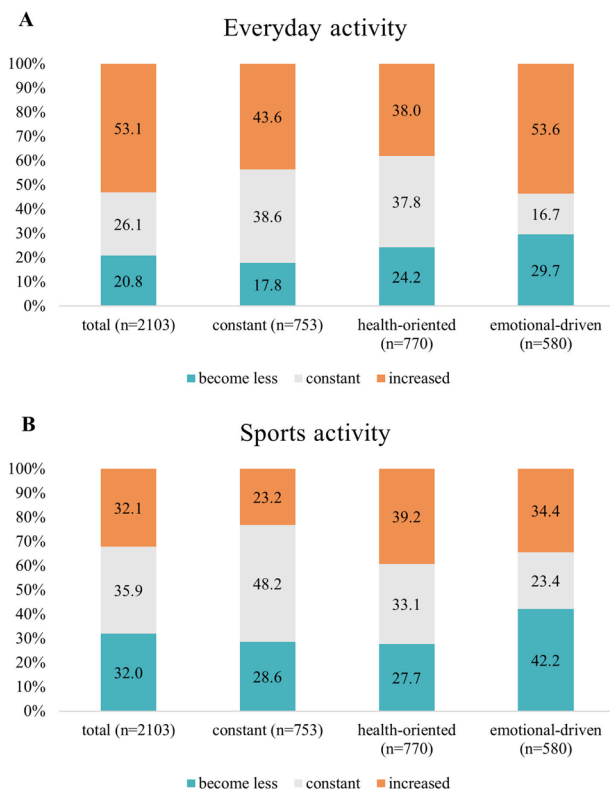 A
Everyday activity
100%
90%
80%
70%
60%
50%
40%
30%
20%
10%
0%
53.1 43.6 38.0 53.6
26.1 38.6 37.8 16.7
20.8 17.8 24.2 29.7
total (n=2103) constant (n=753) health-oriented emotional-driven
(n=770) (n=580)
become less constant increased
B
Sports activity
100%
90%
80%
70%
60%
50%
40%
30%
20%
10%
0%
32.1 23.2 39.2 34.4
35.9 48.2 33.1 23.4
32.0 28.6 27.7 42.2
total (n=2103) constant (n=753) health-oriented emotional-driven
(n=770) (n=580)
become less constant increased